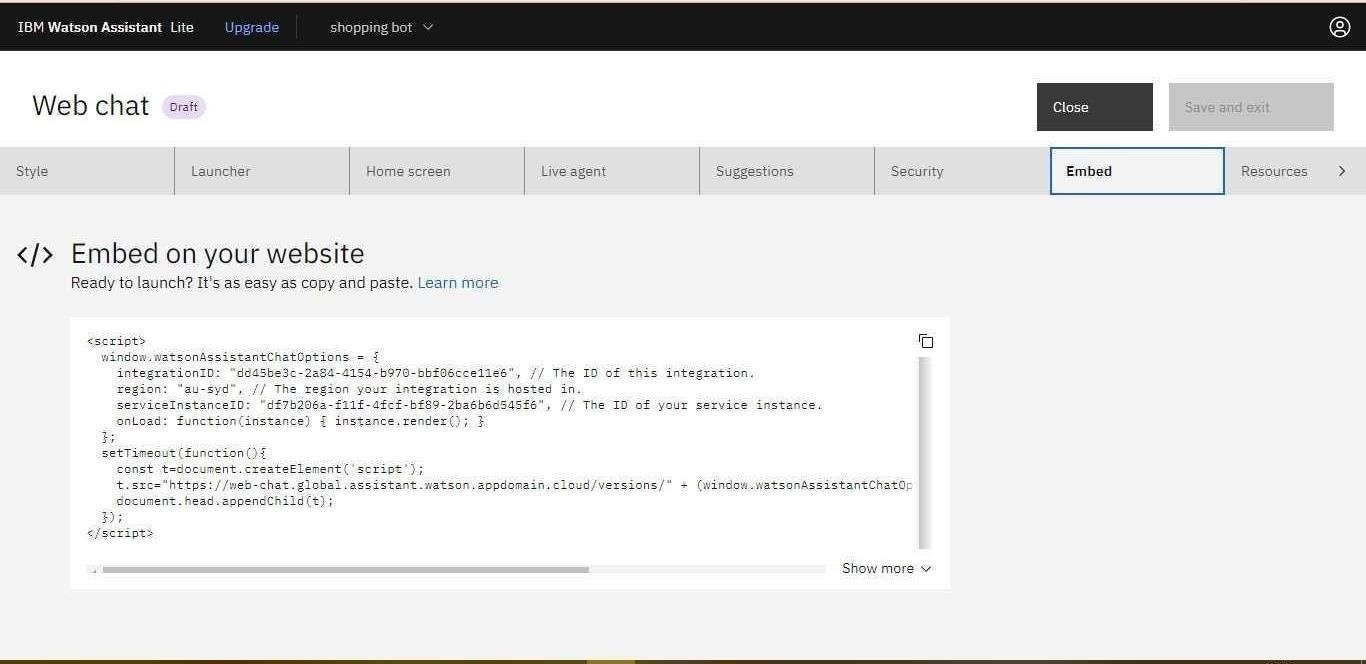 IBM Watson Assistant Lite Upgrade shopping bot
Web chat Draft Close Save and exit
Style Launcher Home screen Live agent Suggestions Security Embed Resources
</> Embed on your website
Ready to launch? It's as easy as copy and paste. Learn more
<script>
window.watsonAssistantChatOptions = {
integrationID: "dd45be3c-2a84-4154-b970-bbf06cce11e6", // The ID of this integration.
region: "au-syd", // The region your integration is hosted in.
serviceInstanceID: "df7b206a-f11f-4fcf-bf89-2ba6b6d545f6", // The ID of your service instance.
onLoad: function(instance) { instance.render(); }
};
setTimeout(function(){
const t=document.createElement('script');
t.src="https://web-chat.global.assistant.watson.appdomain.cloud/versions/" + (window.watsonAssistantChatOp
document.head.appendChild(t);
});
</script>
Show more